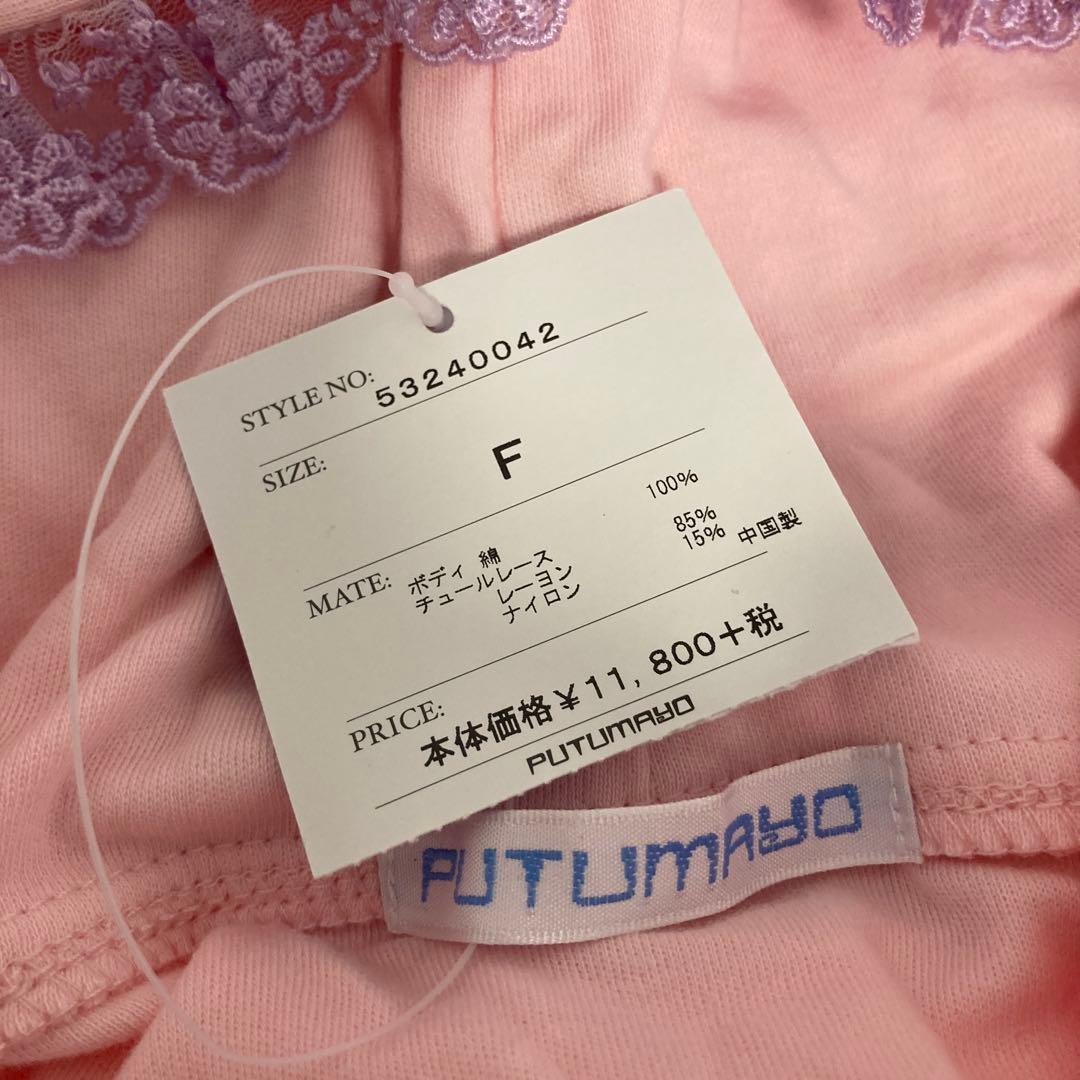 STYLE NO: 53240042
SIZE: F
MATE: ボディ 綿 100%
チュールレース
レーヨン 85%
ナイロン 15% 中国製
PRICE: 本体価格¥11,800+税
PUTUMAYO
PUTUMAYO